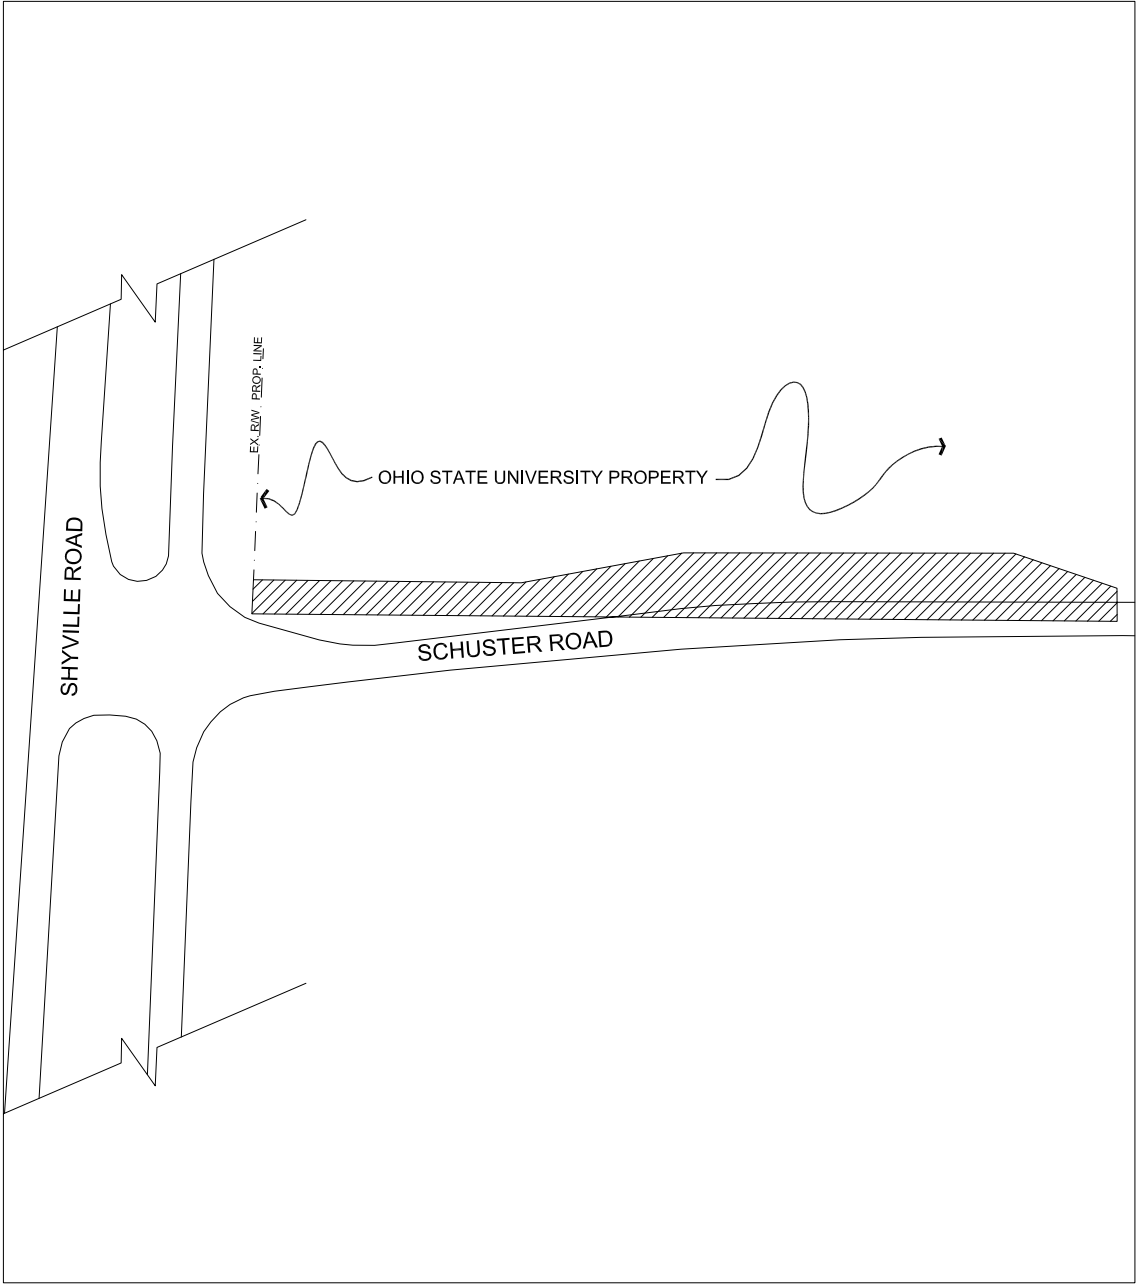 EX. R/W PROP. LINE
OHIO STATE UNIVERSITY PROPERTY
SHYVILLE ROAD
SCHUSTER ROAD